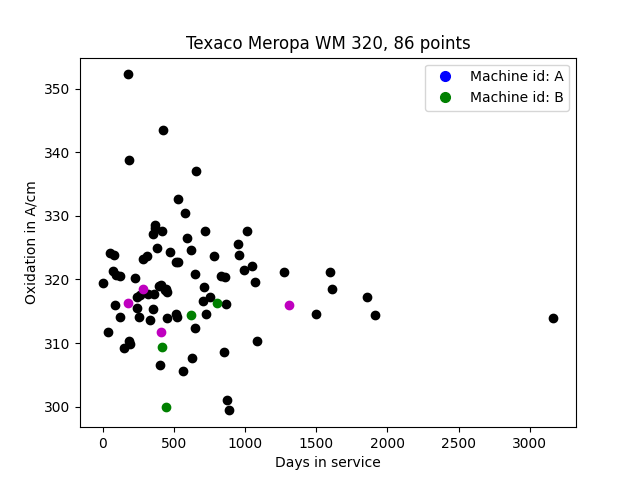 Texaco Meropa WM 320, 86 points
Machine id: A
Machine id: B
350
340
330
320
310
300
Oxidation in A/cm
0 500 1000 1500 2000 2500 3000
Days in service